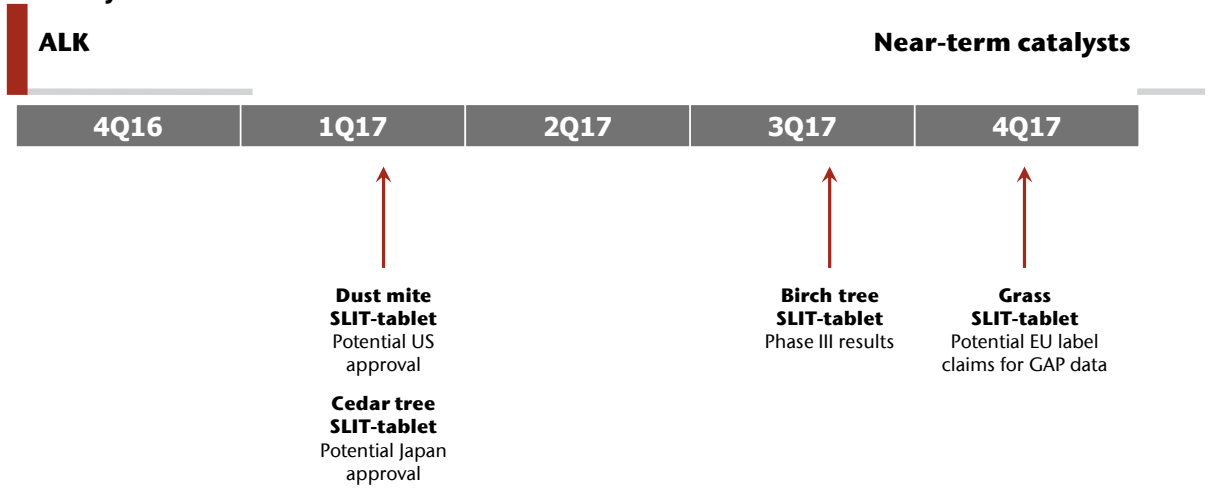 ALK
Near-term catalysts
4Q16
1Q17
2Q17
3Q17
4Q17
Dust mite
SLIT-tablet
Potential US
approval
Cedar tree
SLIT-tablet
Potential Japan
approval
Birch tree
SLIT-tablet
Phase III results
Grass
SLIT-tablet
Potential EU label
claims for GAP data